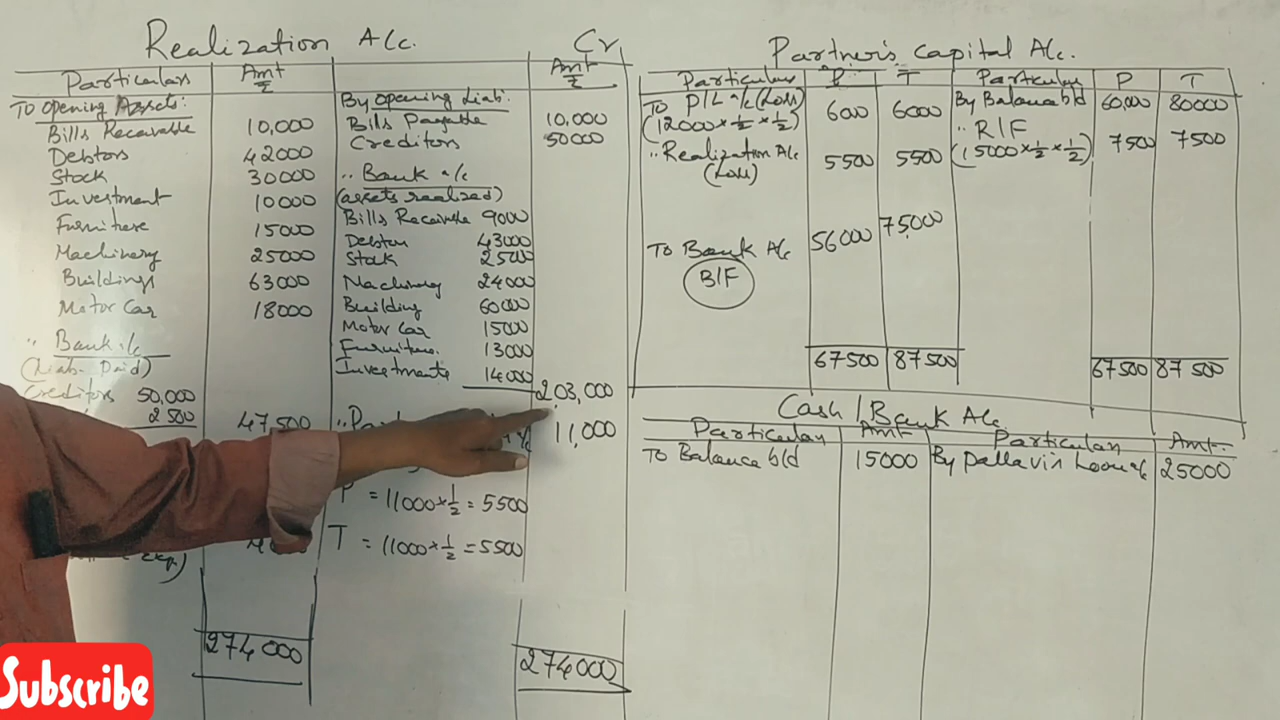 Realization A/c.
Cr
Particulars
Amt
₹
Amt
₹
To opening Assets:
Bills Receivable 10,000
Debtors 42000
Stock 30000
Investment 10000
Furniture 15000
Machinery 25000
Buildings 63000
Motor Car 18000
" Bank a/c
(Liab. Paid)
Creditors 50,000
2500 47,500
Exp)
274000
By opening Liab.
Bills Payable 10,000
Creditors 50000
" Bank a/c
(assets realized)
Bills Receivable 9000
Debtors 43000
Stock 25000
Machinery 24000
Building 60000
Motor Car 15000
Furniture. 13000
Investments 14000
203,000
11,000
P = 11000 × ½ = 5500
T = 11000 × ½ = 5500
274000
Partner's Capital A/c.
Particulars P T Particulars P T
To P/L a/c (Loss) 6000 6000 By Balance b/d 60,000 80000
(12000 × ½ × ½) " R/F
" Realization A/c 5500 5500 (15000 × ½ × ½) 7500 7500
(Loss)
To Bank A/c 56000 75000
B/F
67500 87500 67500 87500
Cash / Bank A/c
Particulars Amt Particulars Amt.
To Balance b/d 15000 By Pallavi's Loan a/c 25000
Subscribe